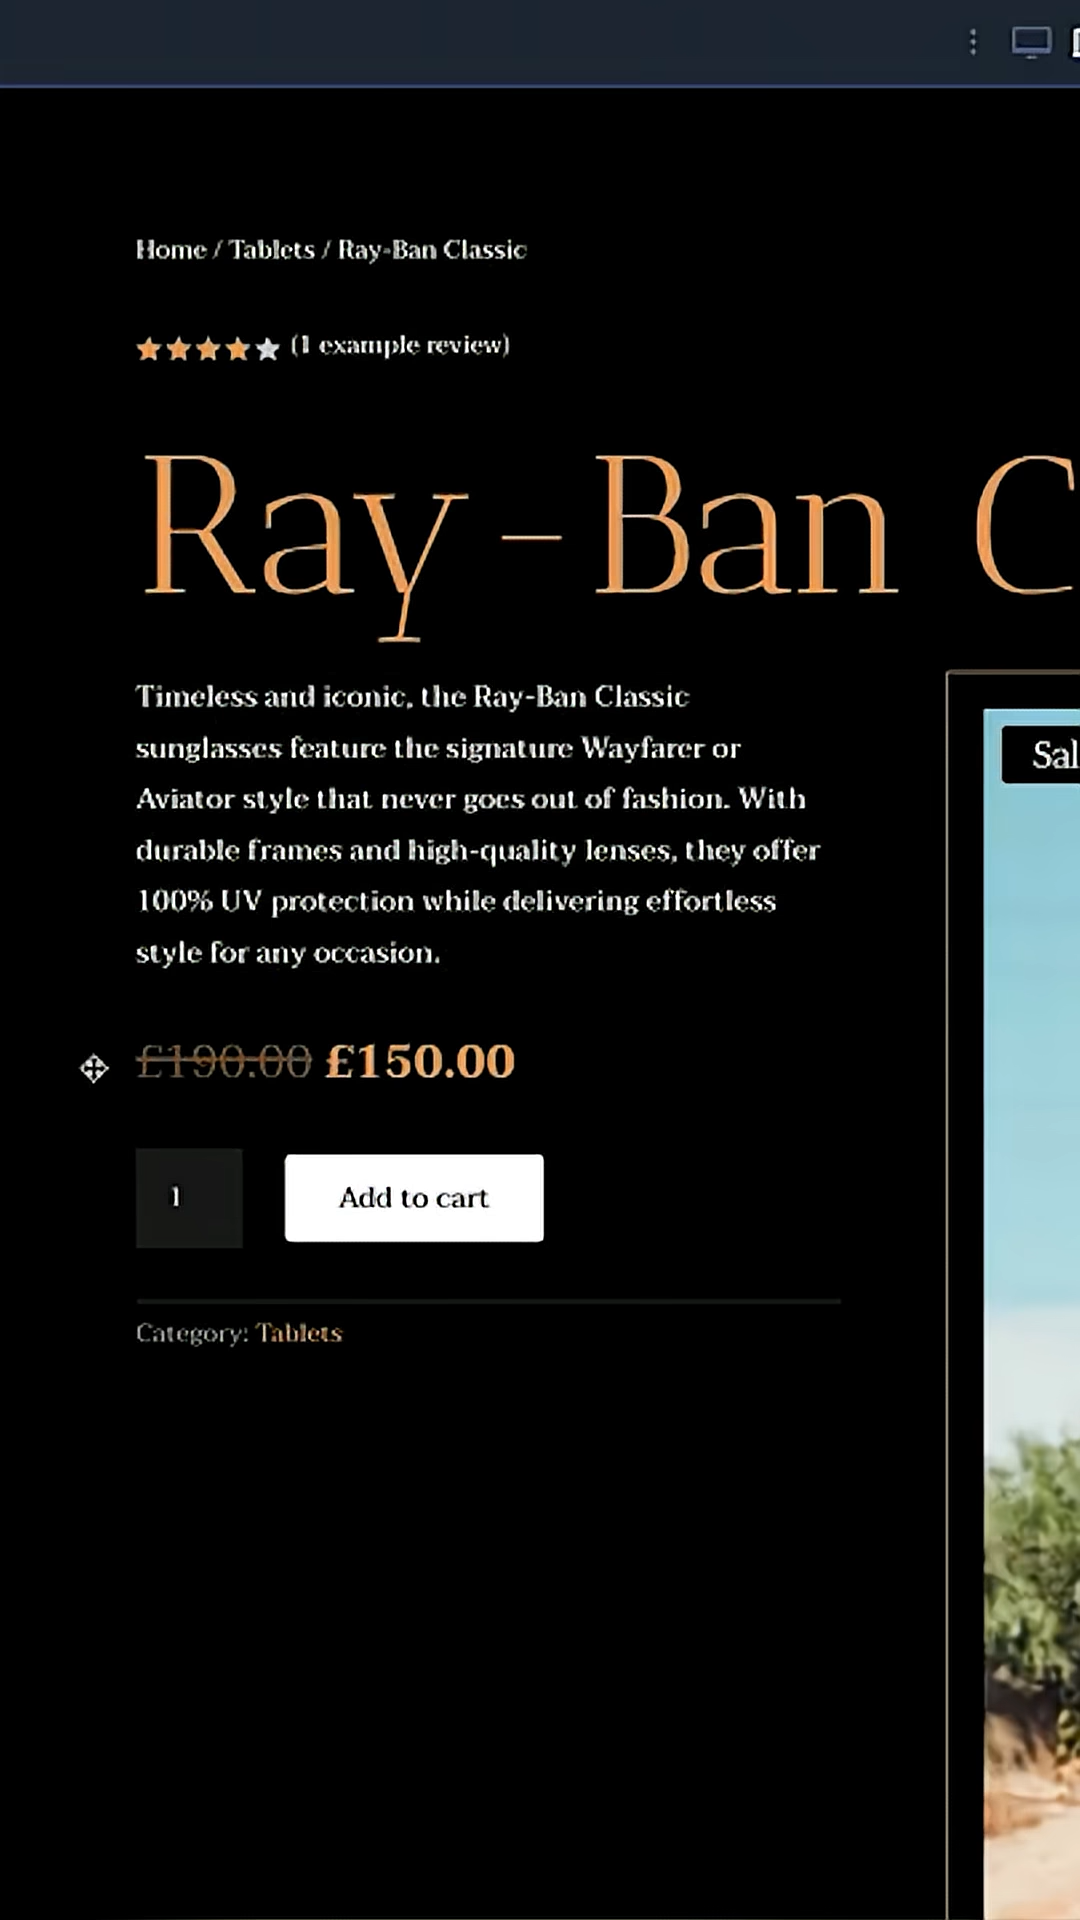 Home / Tablets / Ray-Ban Classic
(1 example review)
Ray-Ban C
Timeless and iconic, the Ray-Ban Classic
sunglasses feature the signature Wayfarer or
Aviator style that never goes out of fashion. With
durable frames and high-quality lenses, they offer
100% UV protection while delivering effortless
style for any occasion.
Sal
£190.00 £150.00
1
Add to cart
Category: Tablets